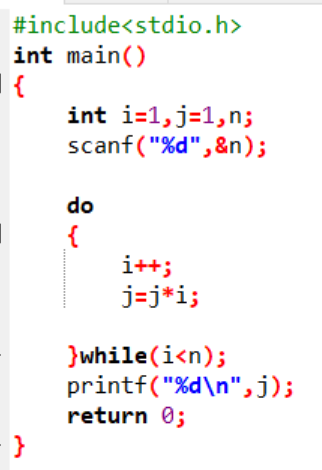 #include<stdio.h>
int main()
{
int i=1,j=1,n;
scanf("%d",&n);
do
{
i++;
j=j*i;
}while(i<n);
printf("%d\n",j);
return 0;
}